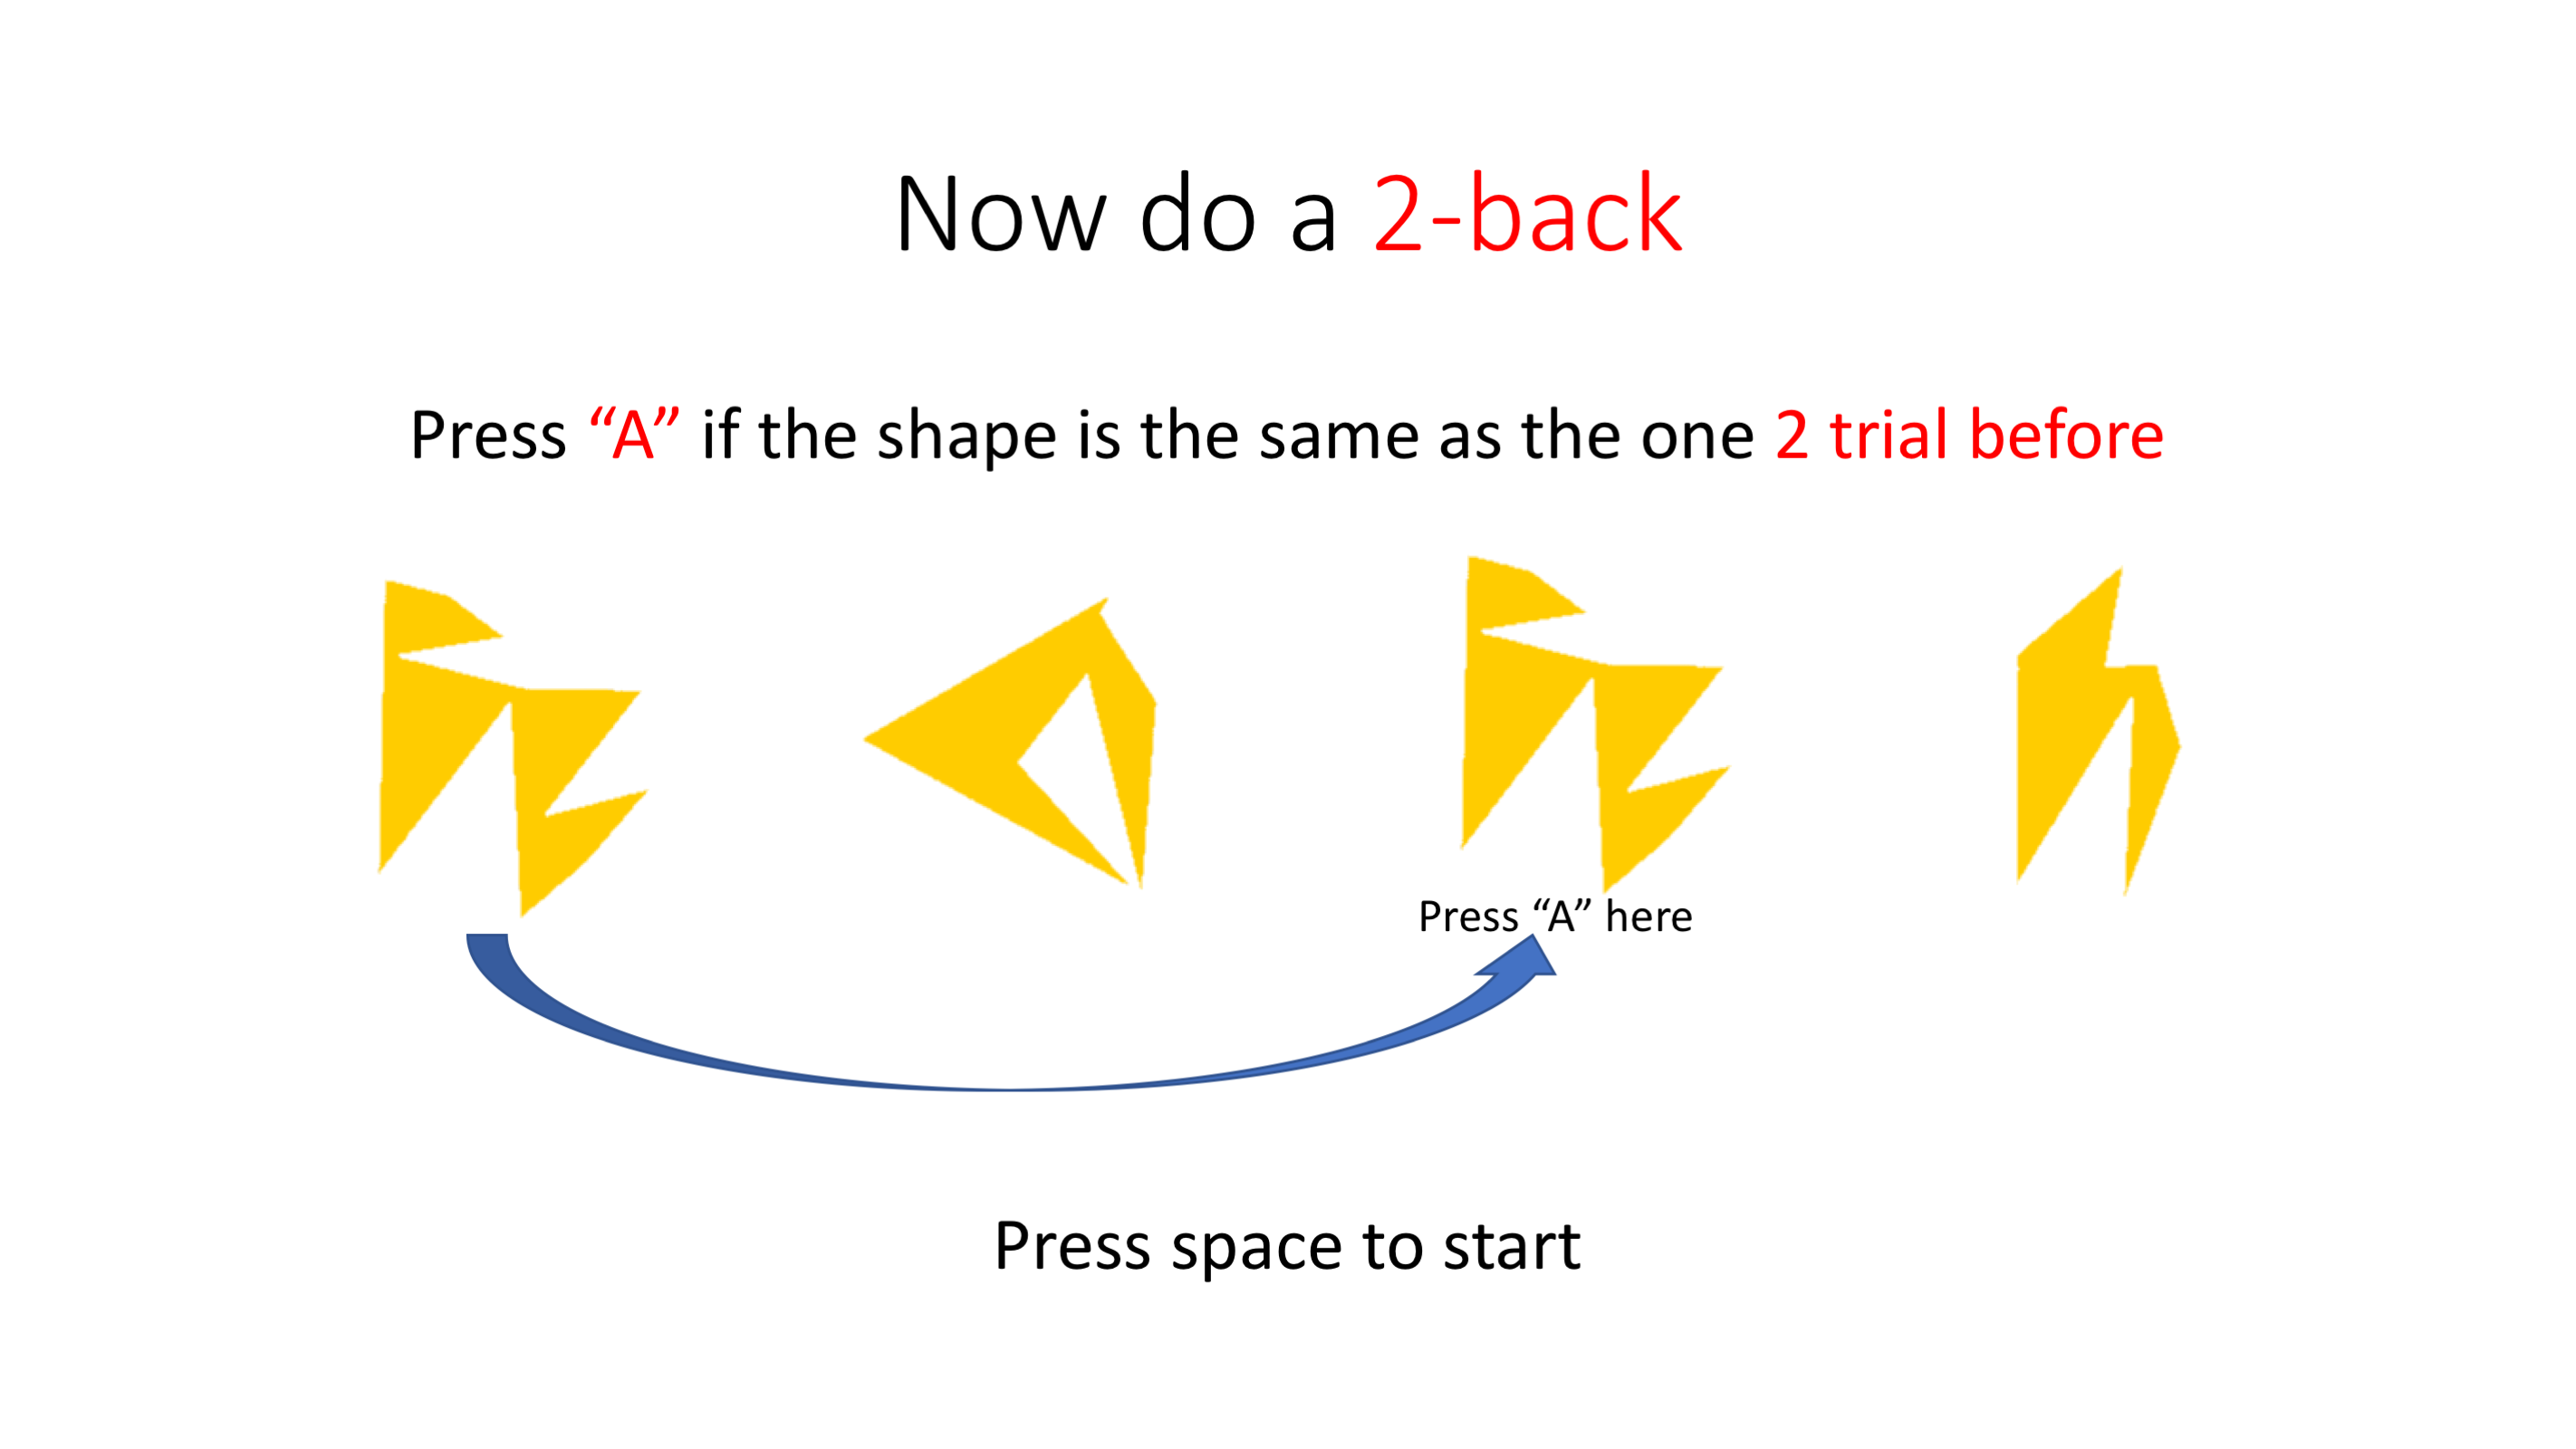 Now do a 2-back
Press “A” if the shape is the same as the one 2 trial before
Press “A” here
Press space to start